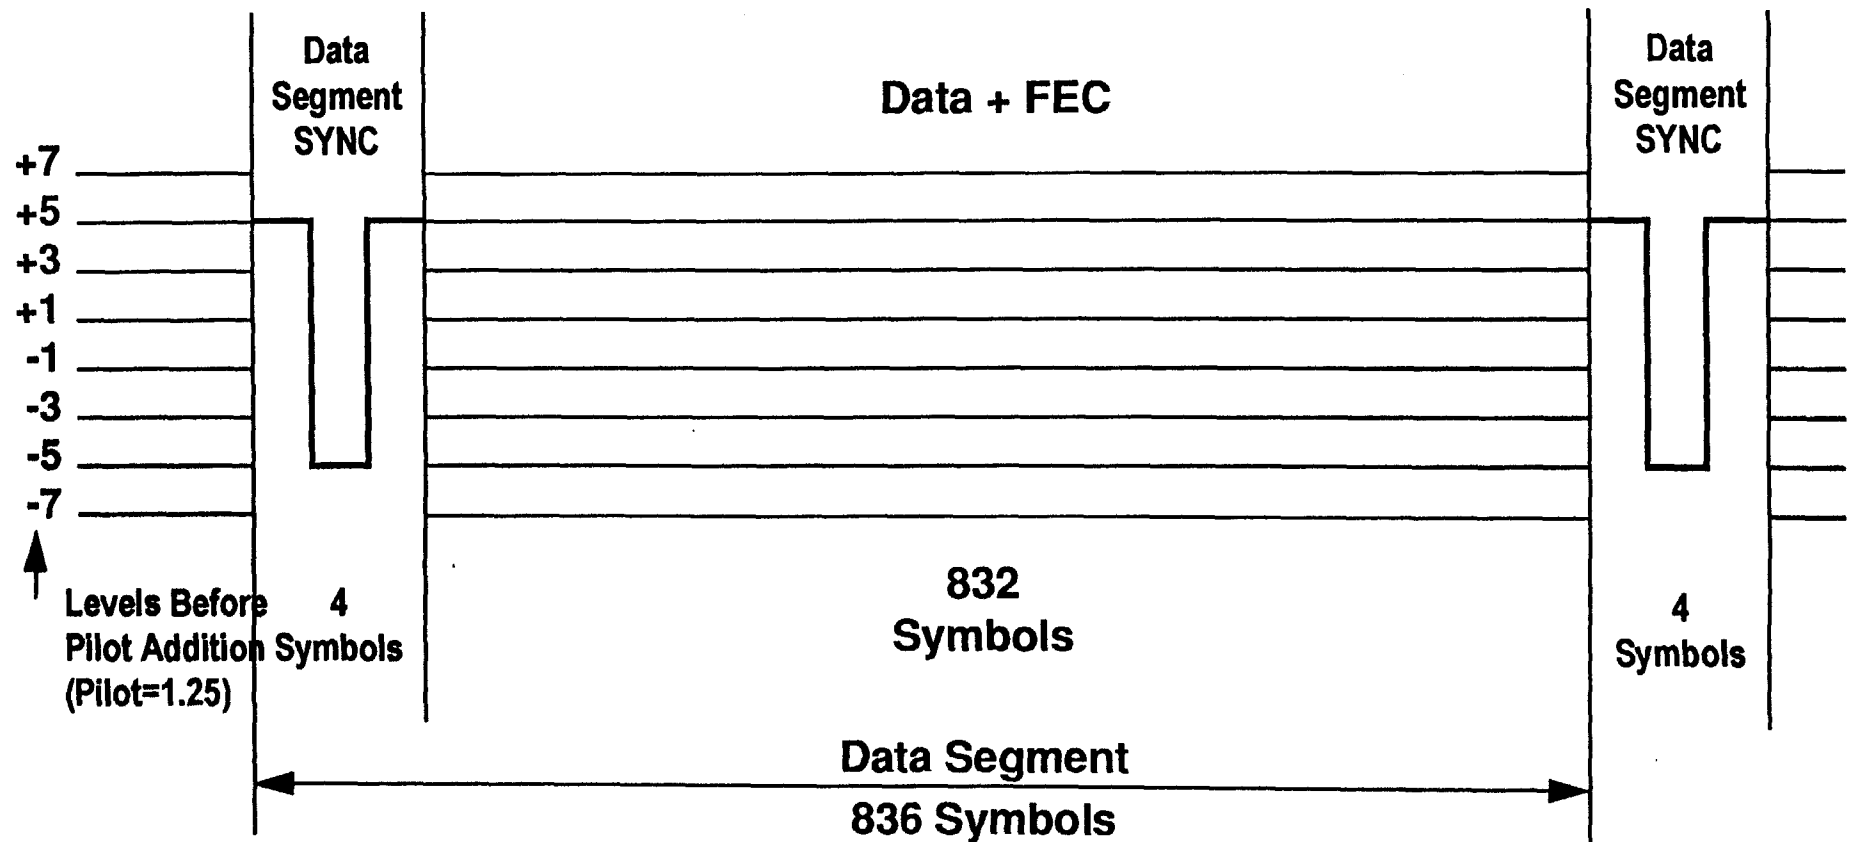 Data
Segment
SYNC
Data + FEC
Data
Segment
SYNC
+7
+5
+3
+1
-1
-3
-5
-7
Levels Before
Pilot Addition
(Pilot=1.25)
4
Symbols
832
Symbols
4
Symbols
Data Segment
836 Symbols